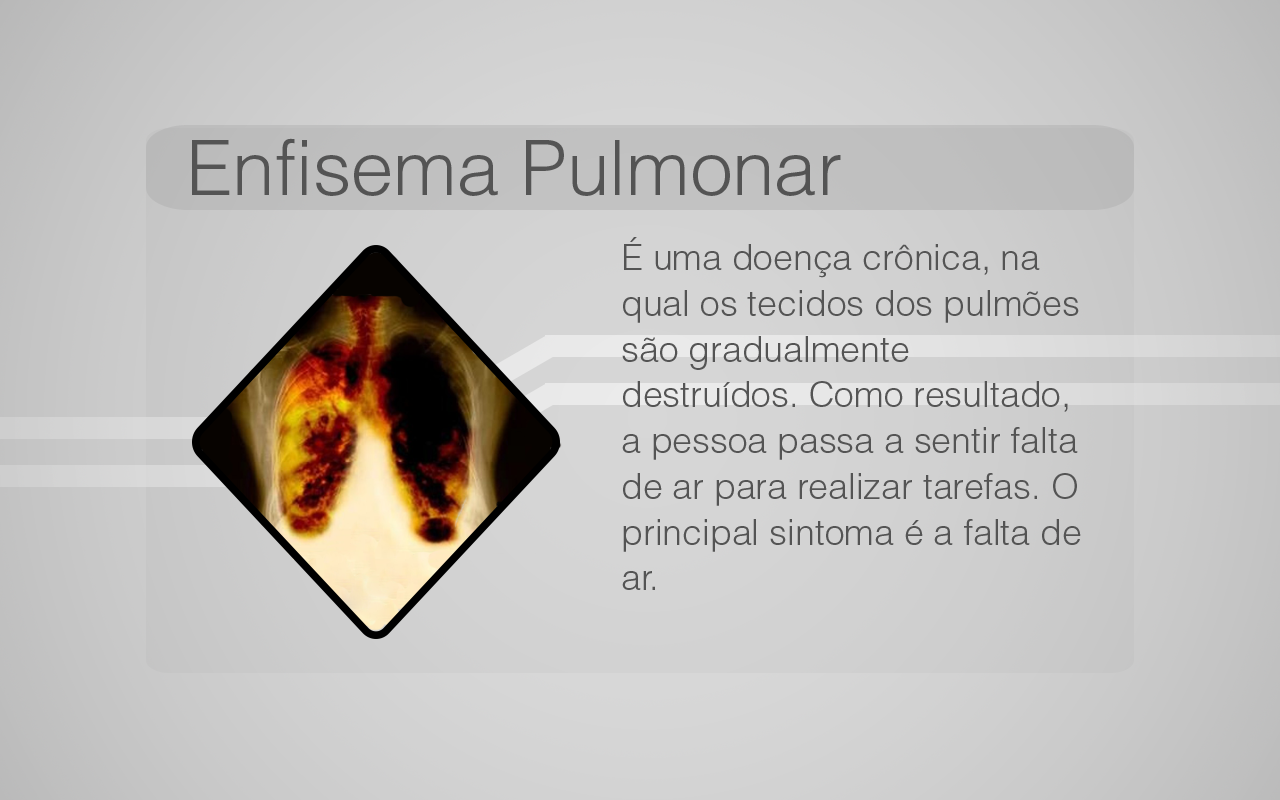 Enfisema Pulmonar
É uma doença crônica, na
qual os tecidos dos pulmões
são gradualmente
destruídos. Como resultado,
a pessoa passa a sentir falta
de ar para realizar tarefas. O
principal sintoma é a falta de
ar.